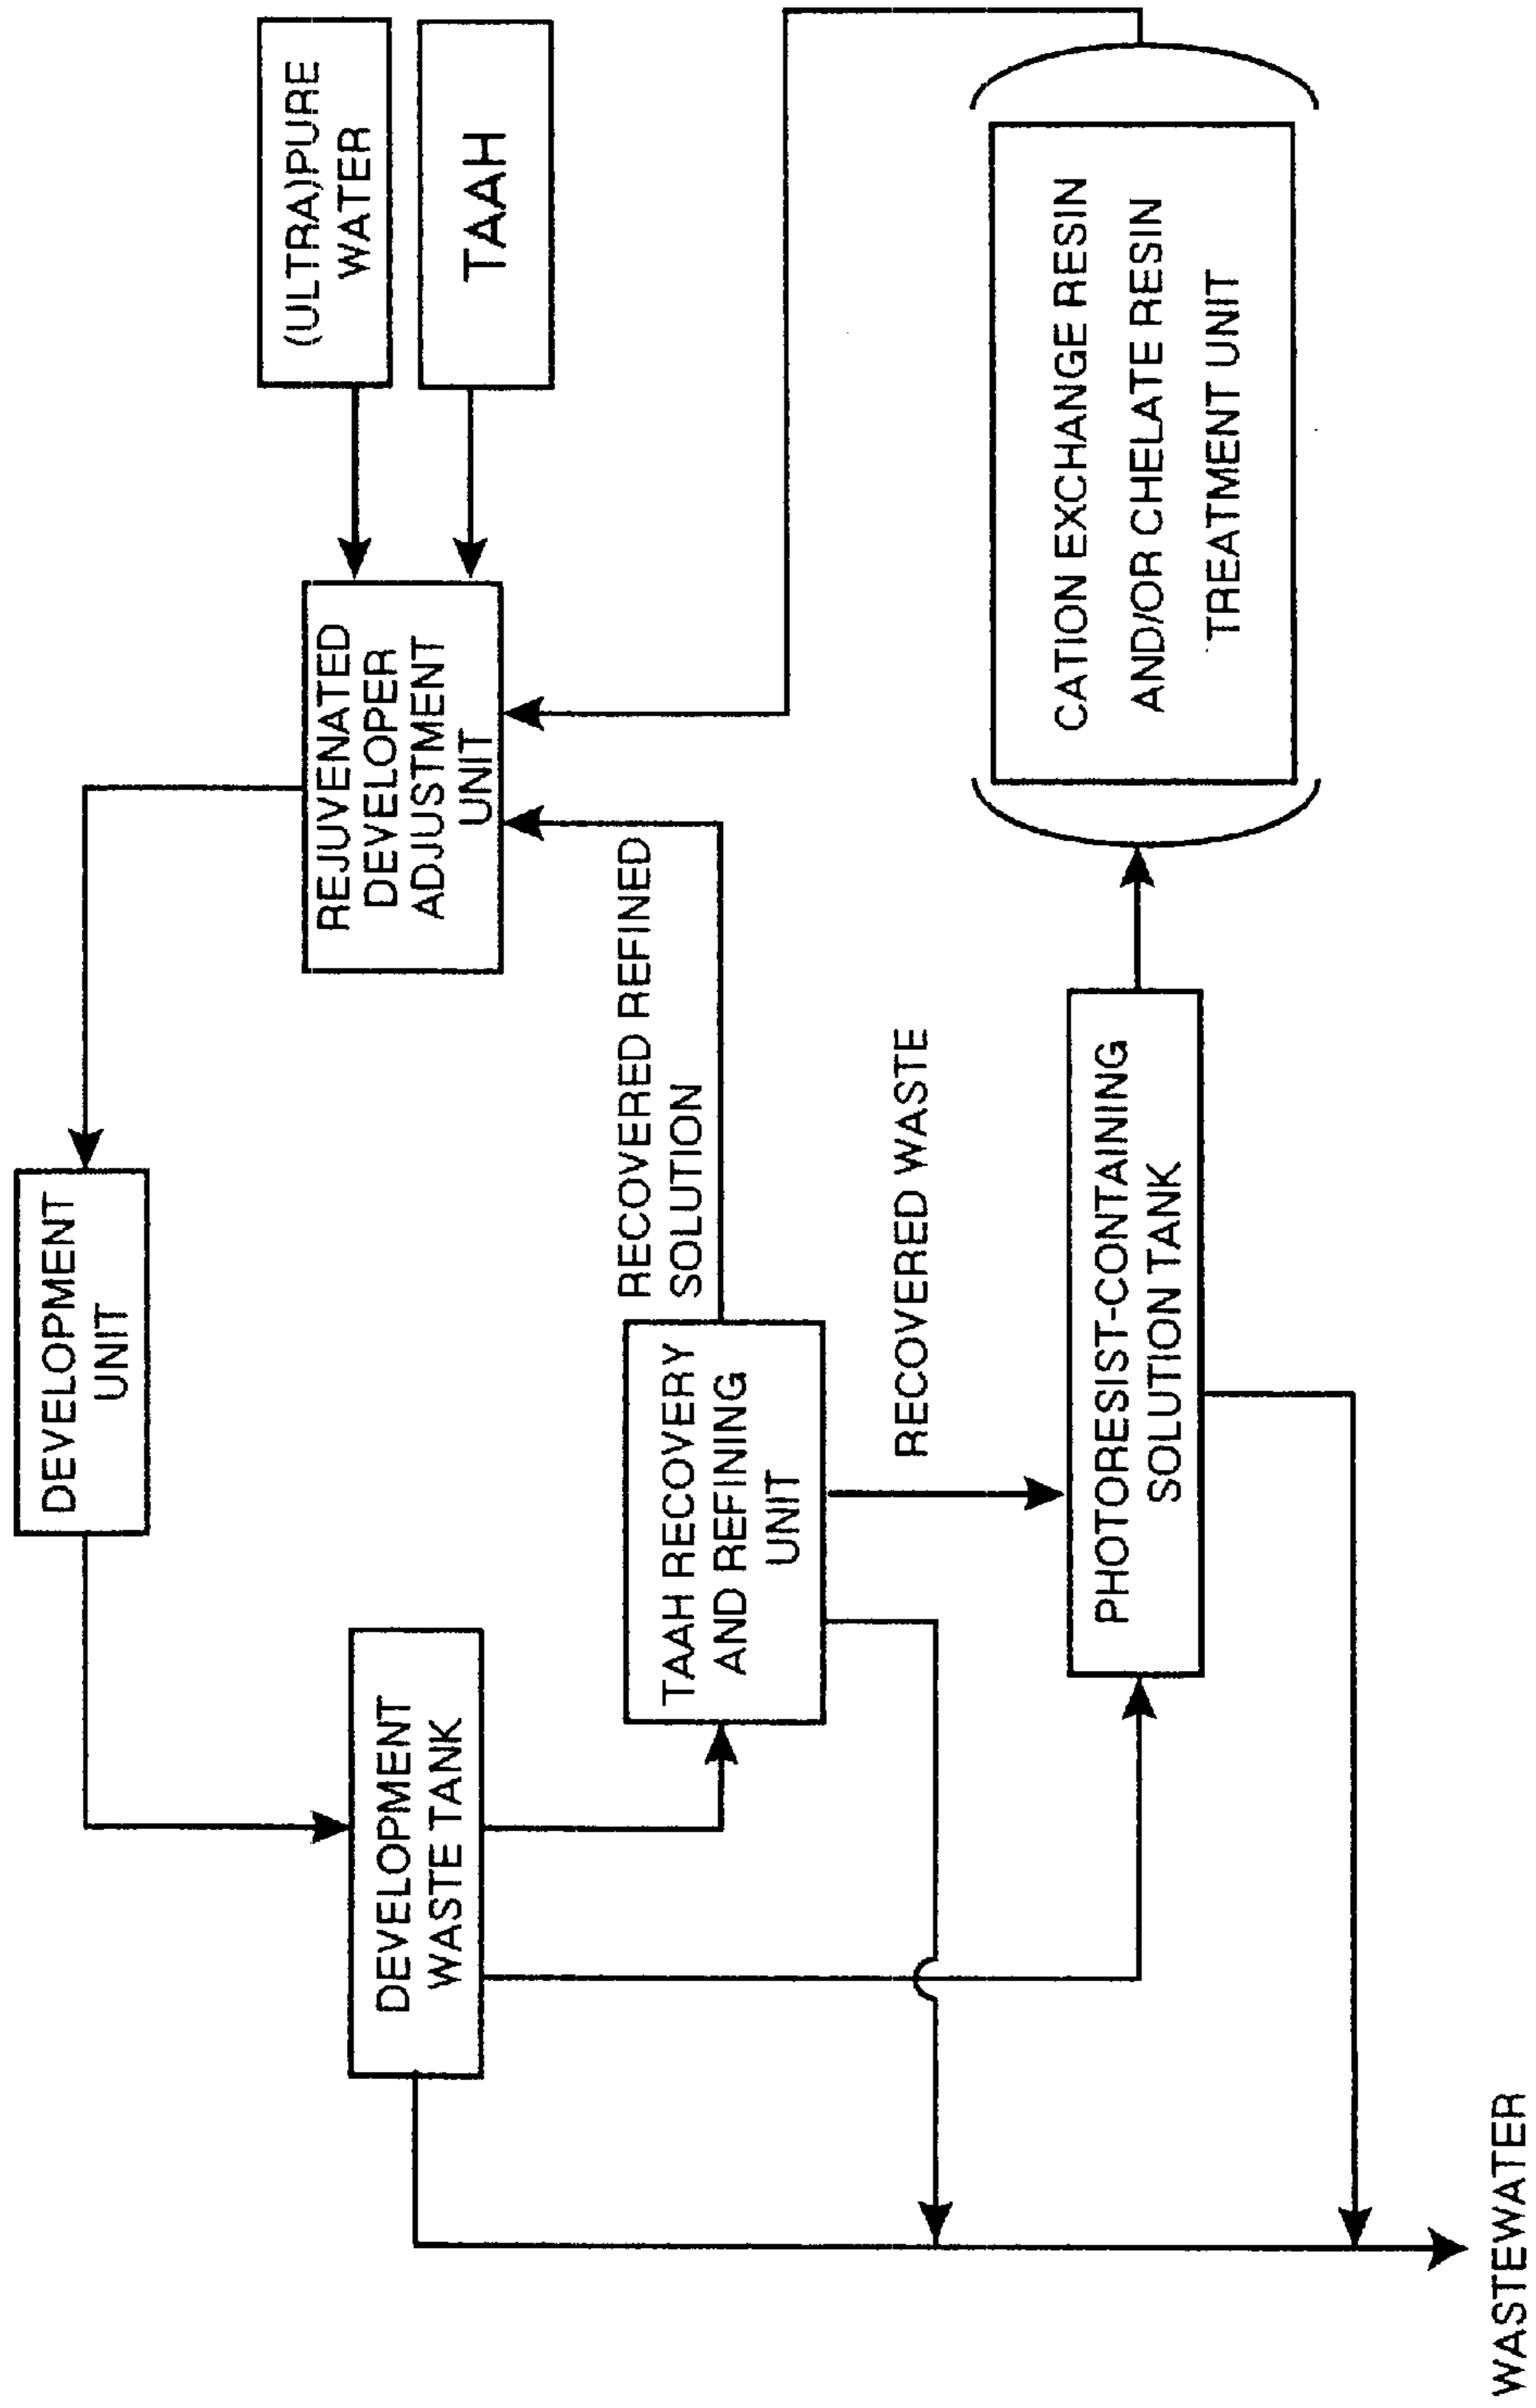 DEVELOPMENT
UNIT
DEVELOPMENT
WASTE TANK
REJUVENATED
DEVELOPER
ADJUSTMENT
UNIT
(ULTRA)PURE
WATER
TAAH
RECOVERED REFINED
SOLUTION
TAAH RECOVERY
AND REFINING
UNIT
RECOVERED WASTE
PHOTORESIST-CONTAINING
SOLUTION TANK
CATION EXCHANGE RESIN
AND/OR CHELATE RESIN
TREATMENT UNIT
WASTEWATER